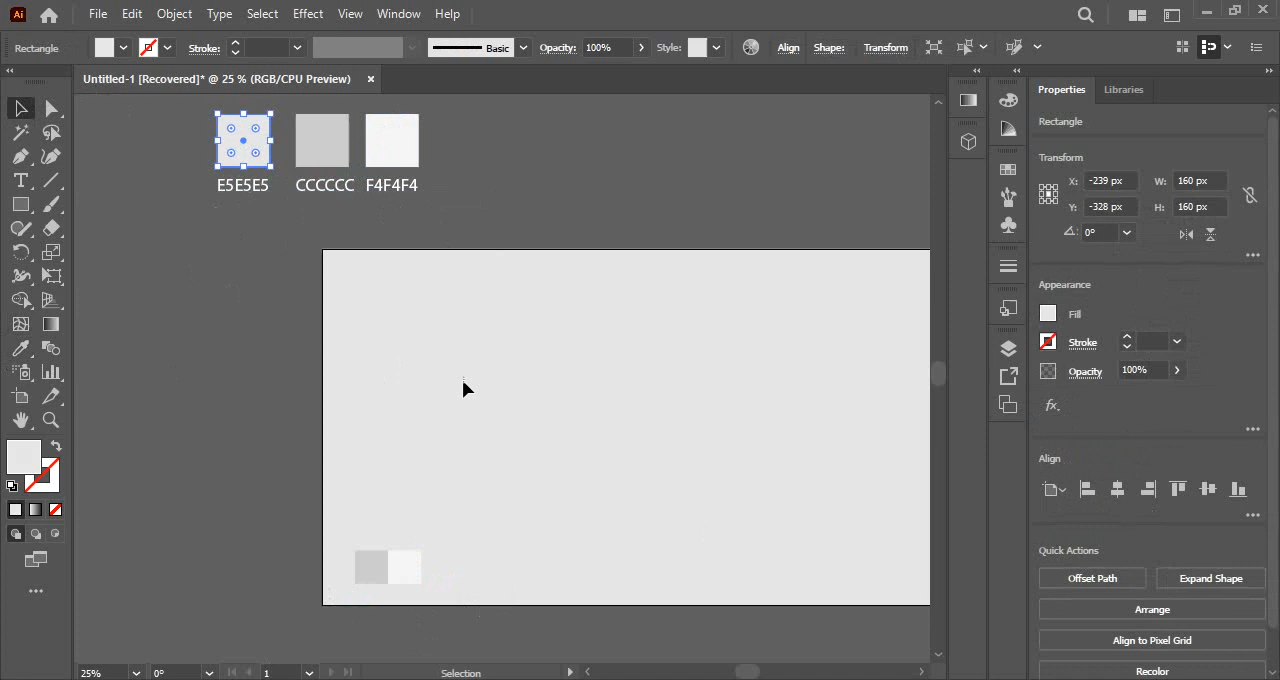 Ai File Edit Object Type Select Effect View Window Help
Rectangle Stroke: Basic Opacity: 100% Style: Align Shape: Transform
Untitled-1 [Recovered]* @ 25 % (RGB/CPU Preview) ×
Properties Libraries
Rectangle
Transform
X: -239 px W: 160 px
Y: -328 px H: 160 px
0°
E5E5E5 CCCCCC F4F4F4
Appearance
Fill
Stroke
Opacity 100%
fx.
Align
Quick Actions
Offset Path Expand Shape
Arrange
Align to Pixel Grid
Recolor
25% 0° 1 Selection